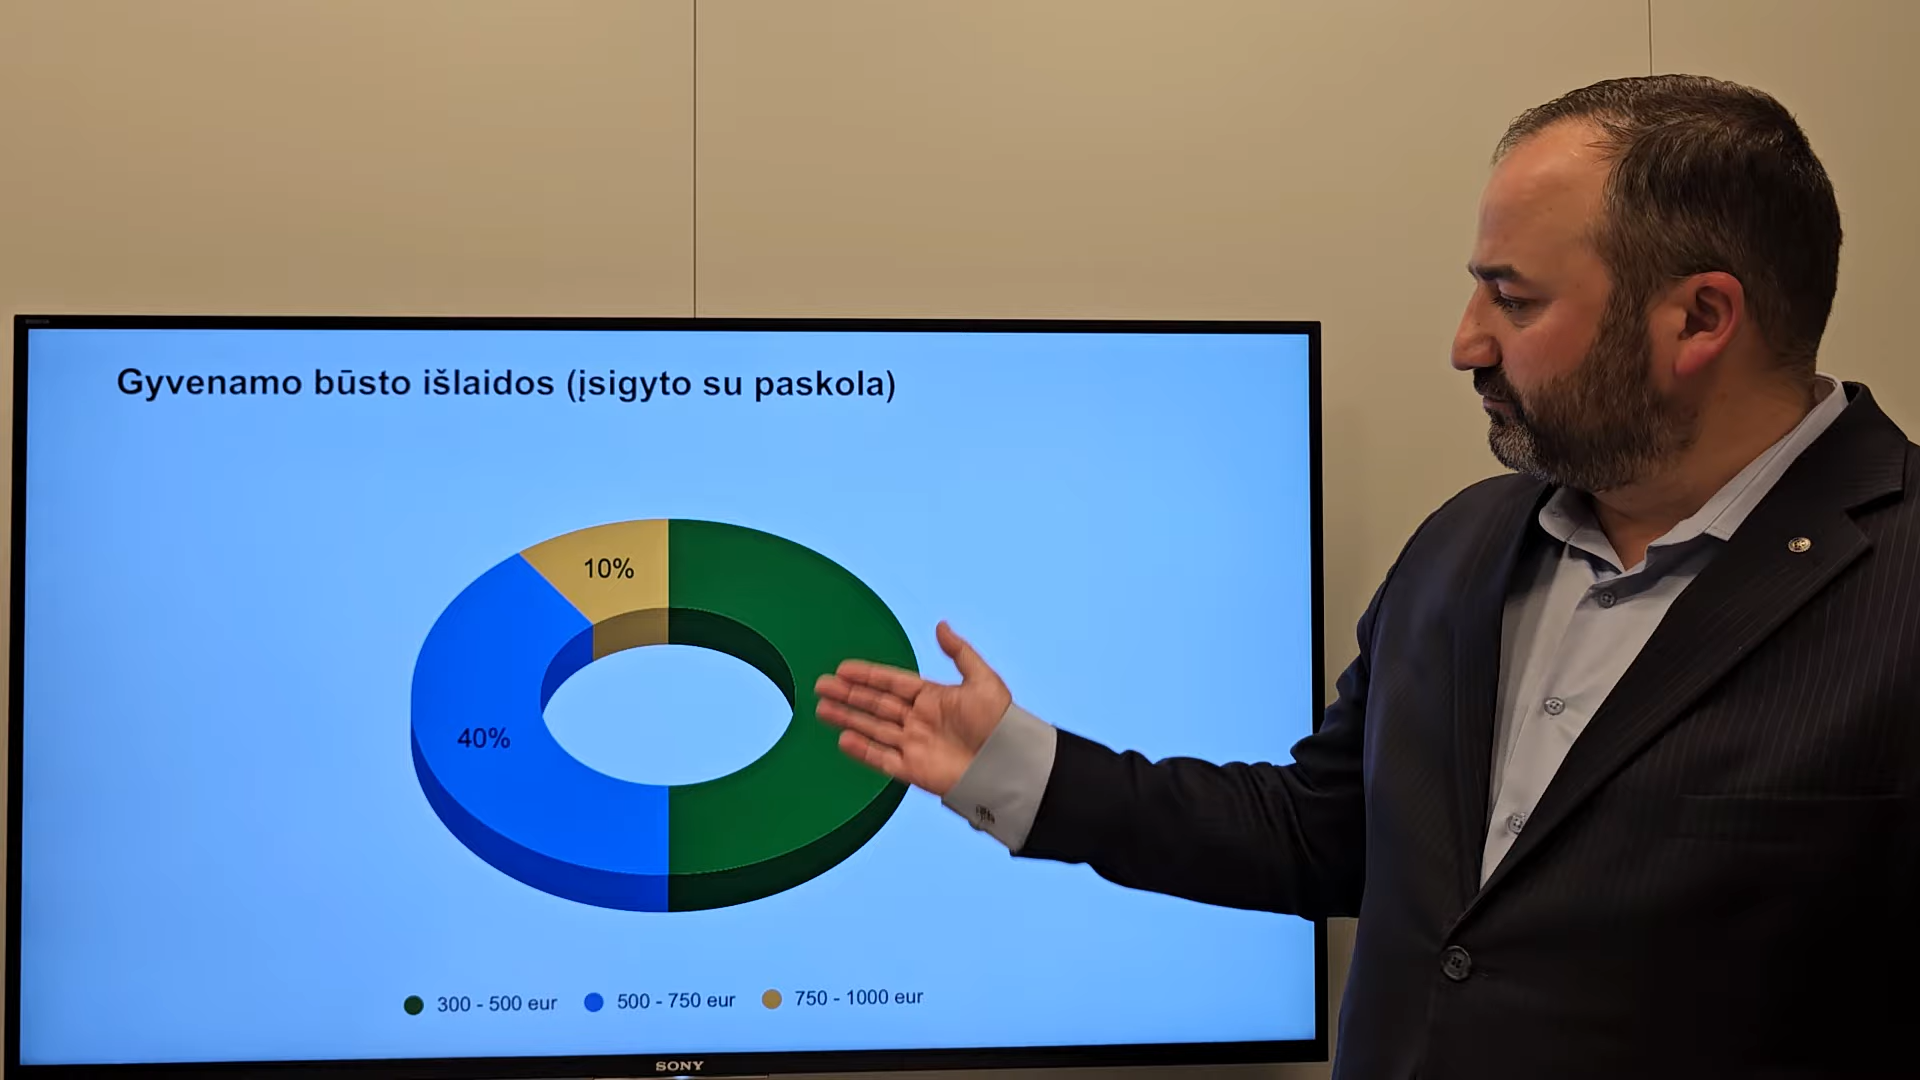 Gyvenamo būsto išlaidos (įsigyto su paskola)
10%
40%
300 - 500 eur
500 - 750 eur
750 - 1000 eur
SONY